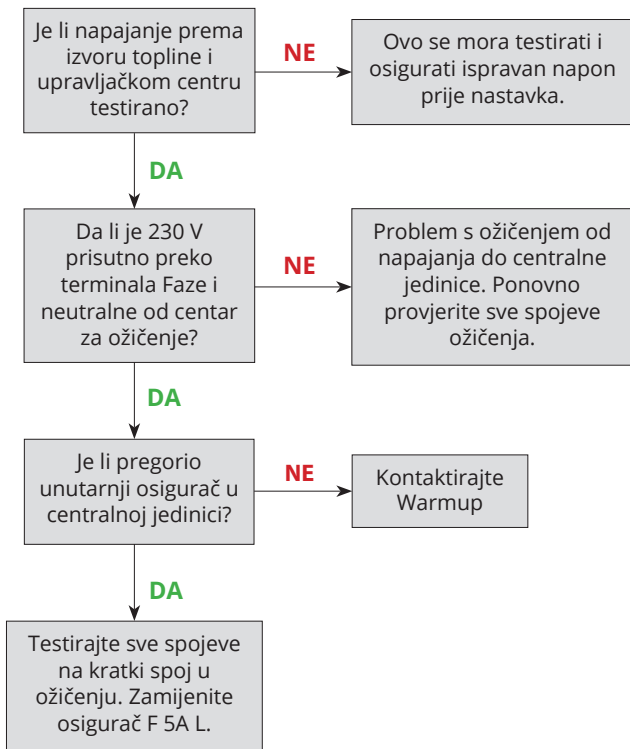 Je li napajanje prema
izvoru topline i
upravljačkom centru
testirano?
NE
Ovo se mora testirati i
osigurati ispravan napon
prije nastavka.
DA
Da li je 230 V
prisutno preko
terminala Faze i
neutralne od centar
za ožičenje?
NE
Problem s ožičenjem od
napajanja do centralne
jedinice. Ponovno
provjerite sve spojeve
ožičenja.
DA
Je li pregorio
unutarnji osigurač u
centralnoj jedinici?
NE
Kontaktirajte
Warmup
DA
Testirajte sve spojeve
na kratki spoj u
ožičenju. Zamijenite
osigurač F 5A L.